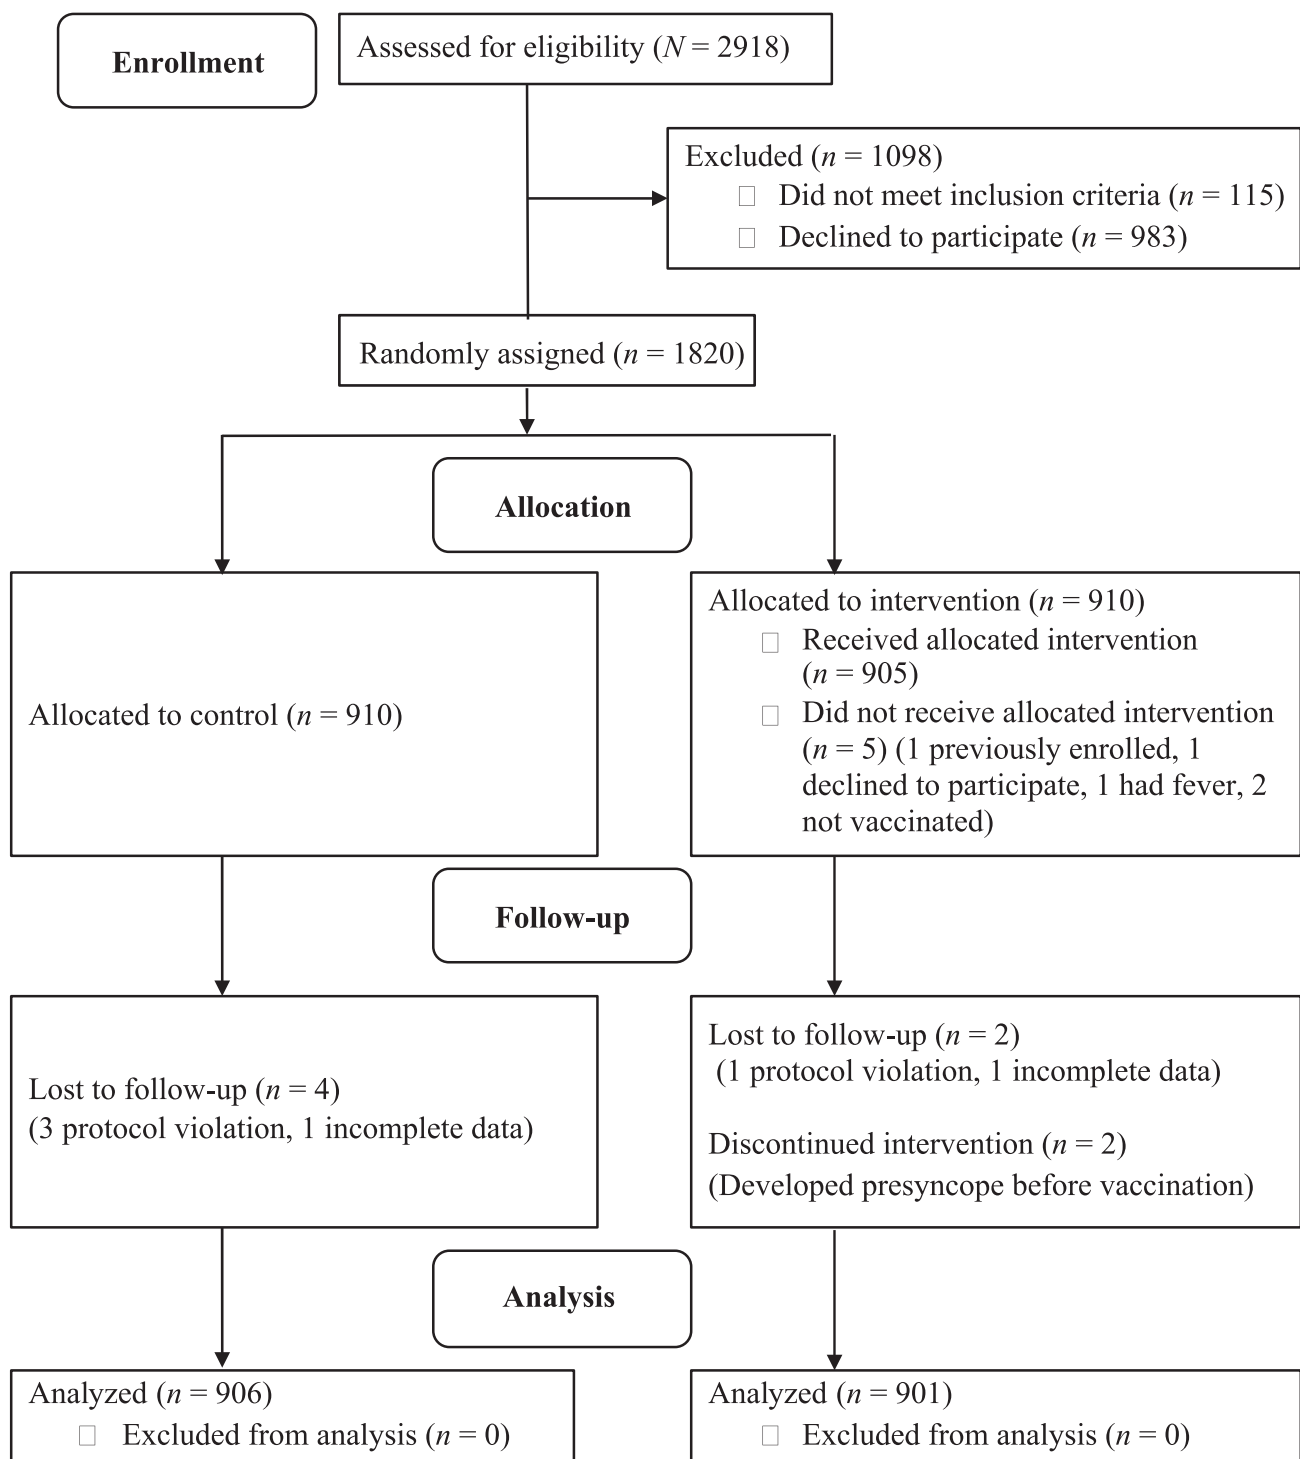 Enrollment
Assessed for eligibility (N = 2918)
Excluded (n = 1098)
Did not meet inclusion criteria (n = 115)
Declined to participate (n = 983)
Randomly assigned (n = 1820)
Allocation
Allocated to control (n = 910)
Allocated to intervention (n = 910)
Received allocated intervention
(n = 905)
Did not receive allocated intervention
(n = 5) (1 previously enrolled, 1
declined to participate, 1 had fever, 2
not vaccinated)
Follow-up
Lost to follow-up (n = 4)
(3 protocol violation, 1 incomplete data)
Lost to follow-up (n = 2)
(1 protocol violation, 1 incomplete data)
Discontinued intervention (n = 2)
(Developed presyncope before vaccination)
Analysis
Analyzed (n = 906)
Excluded from analysis (n = 0)
Analyzed (n = 901)
Excluded from analysis (n = 0)